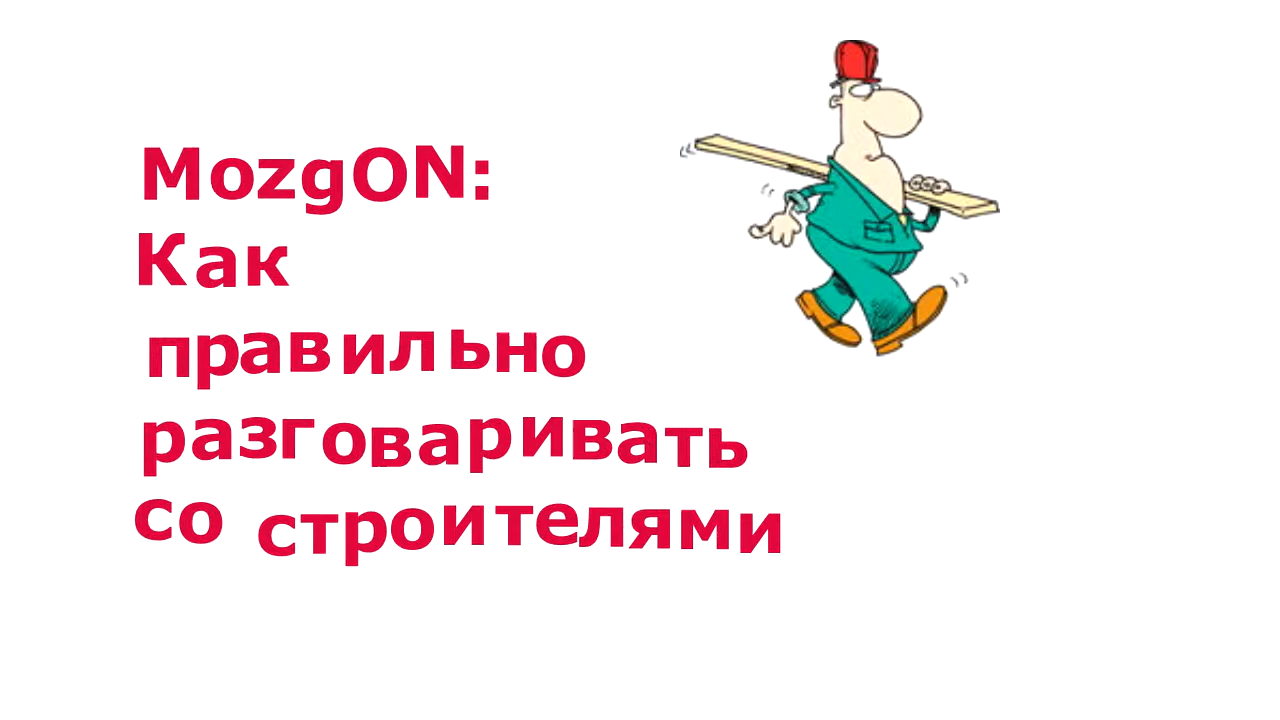 MozgON:
Как
правильно
разговаривать
со строителями